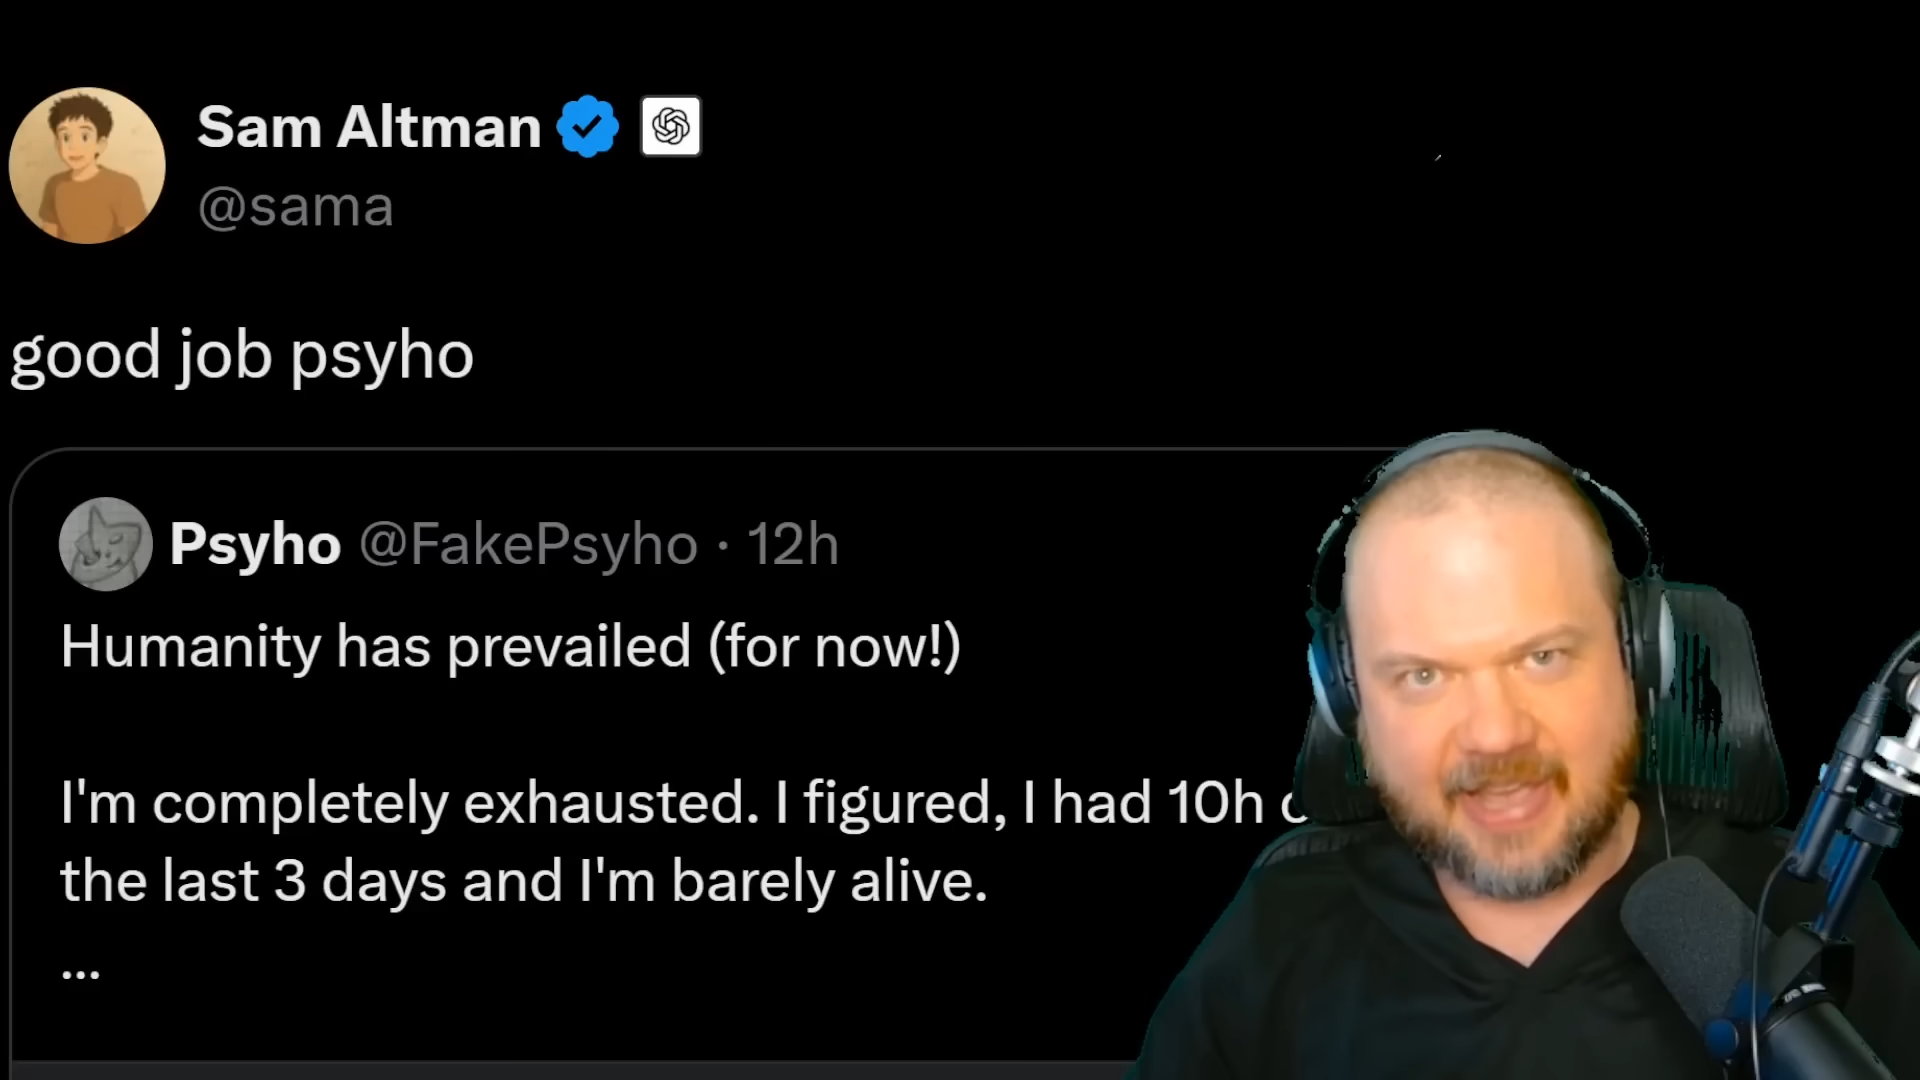 Sam Altman
@sama
good job psyho
Psyho @FakePsyho · 12h
Humanity has prevailed (for now!)
I'm completely exhausted. I figured, I had 10h
the last 3 days and I'm barely alive.
...